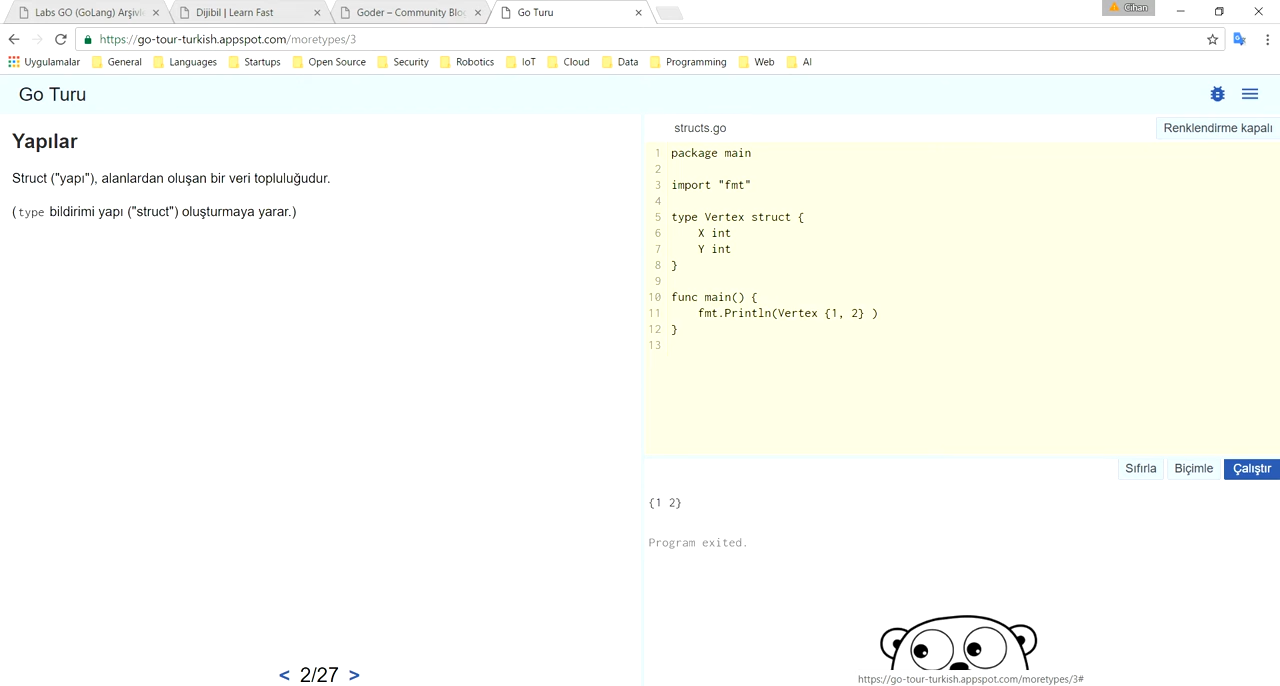 Labs GO (GoLang) Arşivle
Dijibil | Learn Fast
Goder – Community Blog
Go Turu
Cihan
https://go-tour-turkish.appspot.com/moretypes/3
Uygulamalar General Languages Startups Open Source Security Robotics IoT Cloud Data Programming Web AI
Go Turu
Yapılar
Struct ("yapı"), alanlardan oluşan bir veri topluluğudur.
(type bildirimi yapı ("struct") oluşturmaya yarar.)
< 2/27 >
structs.go
Renklendirme kapalı
1 package main
2
3 import "fmt"
4
5 type Vertex struct {
6 X int
7 Y int
8 }
9
10 func main() {
11 fmt.Println(Vertex {1, 2} )
12 }
13
Sıfırla Biçimle Çalıştır
{1 2}
Program exited.
https://go-tour-turkish.appspot.com/moretypes/3#